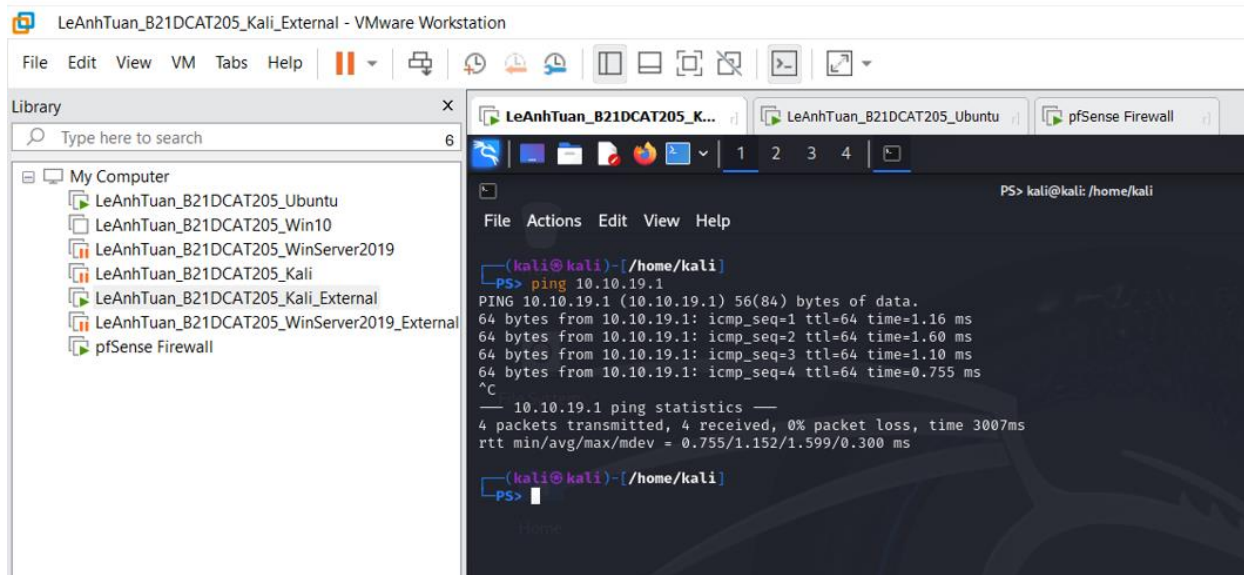 LeAnhTuan_B21DCAT205_Kali_External - VMware Workstation
File Edit View VM Tabs Help
Library X
Type here to search 6
My Computer
LeAnhTuan_B21DCAT205_Ubuntu
LeAnhTuan_B21DCAT205_Win10
LeAnhTuan_B21DCAT205_WinServer2019
LeAnhTuan_B21DCAT205_Kali
LeAnhTuan_B21DCAT205_Kali_External
LeAnhTuan_B21DCAT205_WinServer2019_External
pfSense Firewall
LeAnhTuan_B21DCAT205_K... LeAnhTuan_B21DCAT205_Ubuntu pfSense Firewall
1 2 3 4
PS> kali@kali: /home/kali
File Actions Edit View Help
┌──(kali㉿kali)-[/home/kali]
└─PS> ping 10.10.19.1
PING 10.10.19.1 (10.10.19.1) 56(84) bytes of data.
64 bytes from 10.10.19.1: icmp_seq=1 ttl=64 time=1.16 ms
64 bytes from 10.10.19.1: icmp_seq=2 ttl=64 time=1.60 ms
64 bytes from 10.10.19.1: icmp_seq=3 ttl=64 time=1.10 ms
64 bytes from 10.10.19.1: icmp_seq=4 ttl=64 time=0.755 ms
^C
— 10.10.19.1 ping statistics —
4 packets transmitted, 4 received, 0% packet loss, time 3007ms
rtt min/avg/max/mdev = 0.755/1.152/1.599/0.300 ms
┌──(kali㉿kali)-[/home/kali]
└─PS>
Home